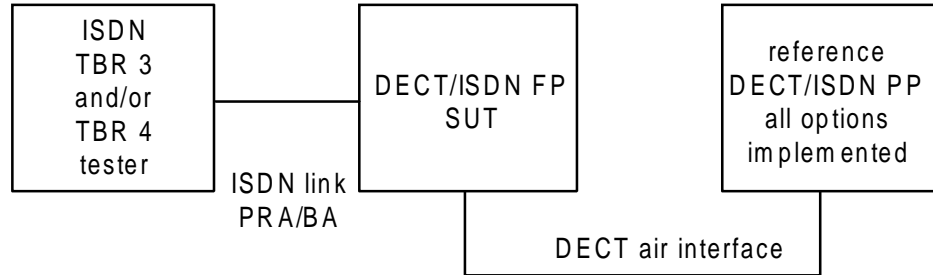 ISDN
TBR 3
and/or
TBR 4
tester
ISDN link
PRA/BA
DECT/ISDN FP
SUT
reference
DECT/ISDN PP
all options
implemented
DECT air interface